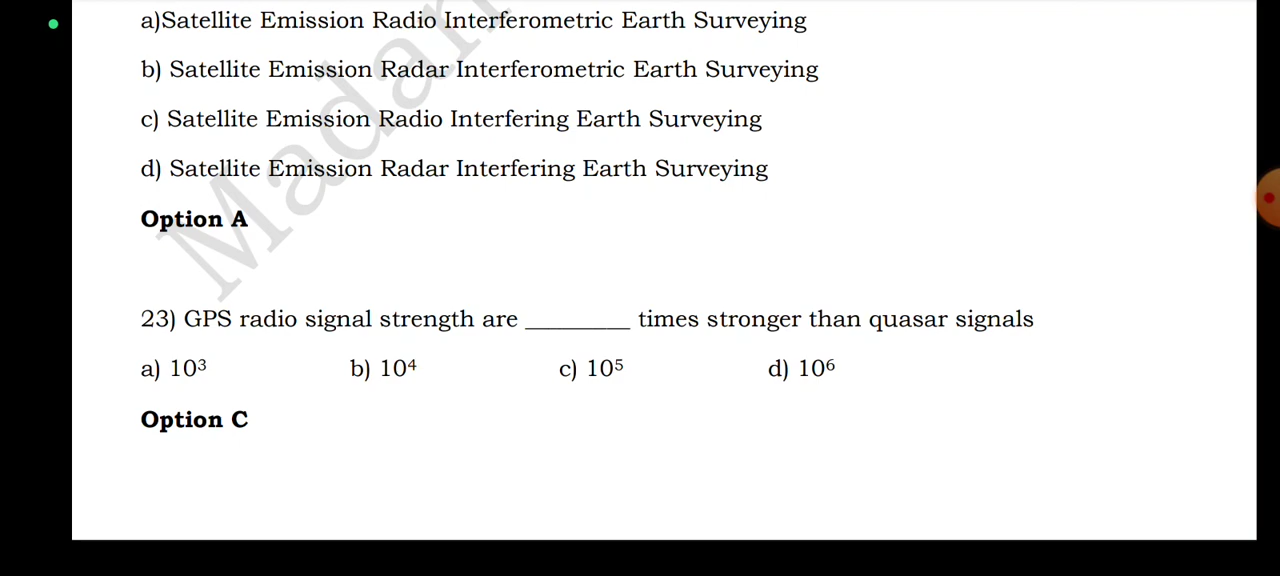 a)Satellite Emission Radio Interferometric Earth Surveying
b) Satellite Emission Radar Interferometric Earth Surveying
c) Satellite Emission Radio Interfering Earth Surveying
d) Satellite Emission Radar Interfering Earth Surveying
Option A
23) GPS radio signal strength are _________ times stronger than quasar signals
a) 10³ b) 10⁴ c) 10⁵ d) 10⁶
Option C